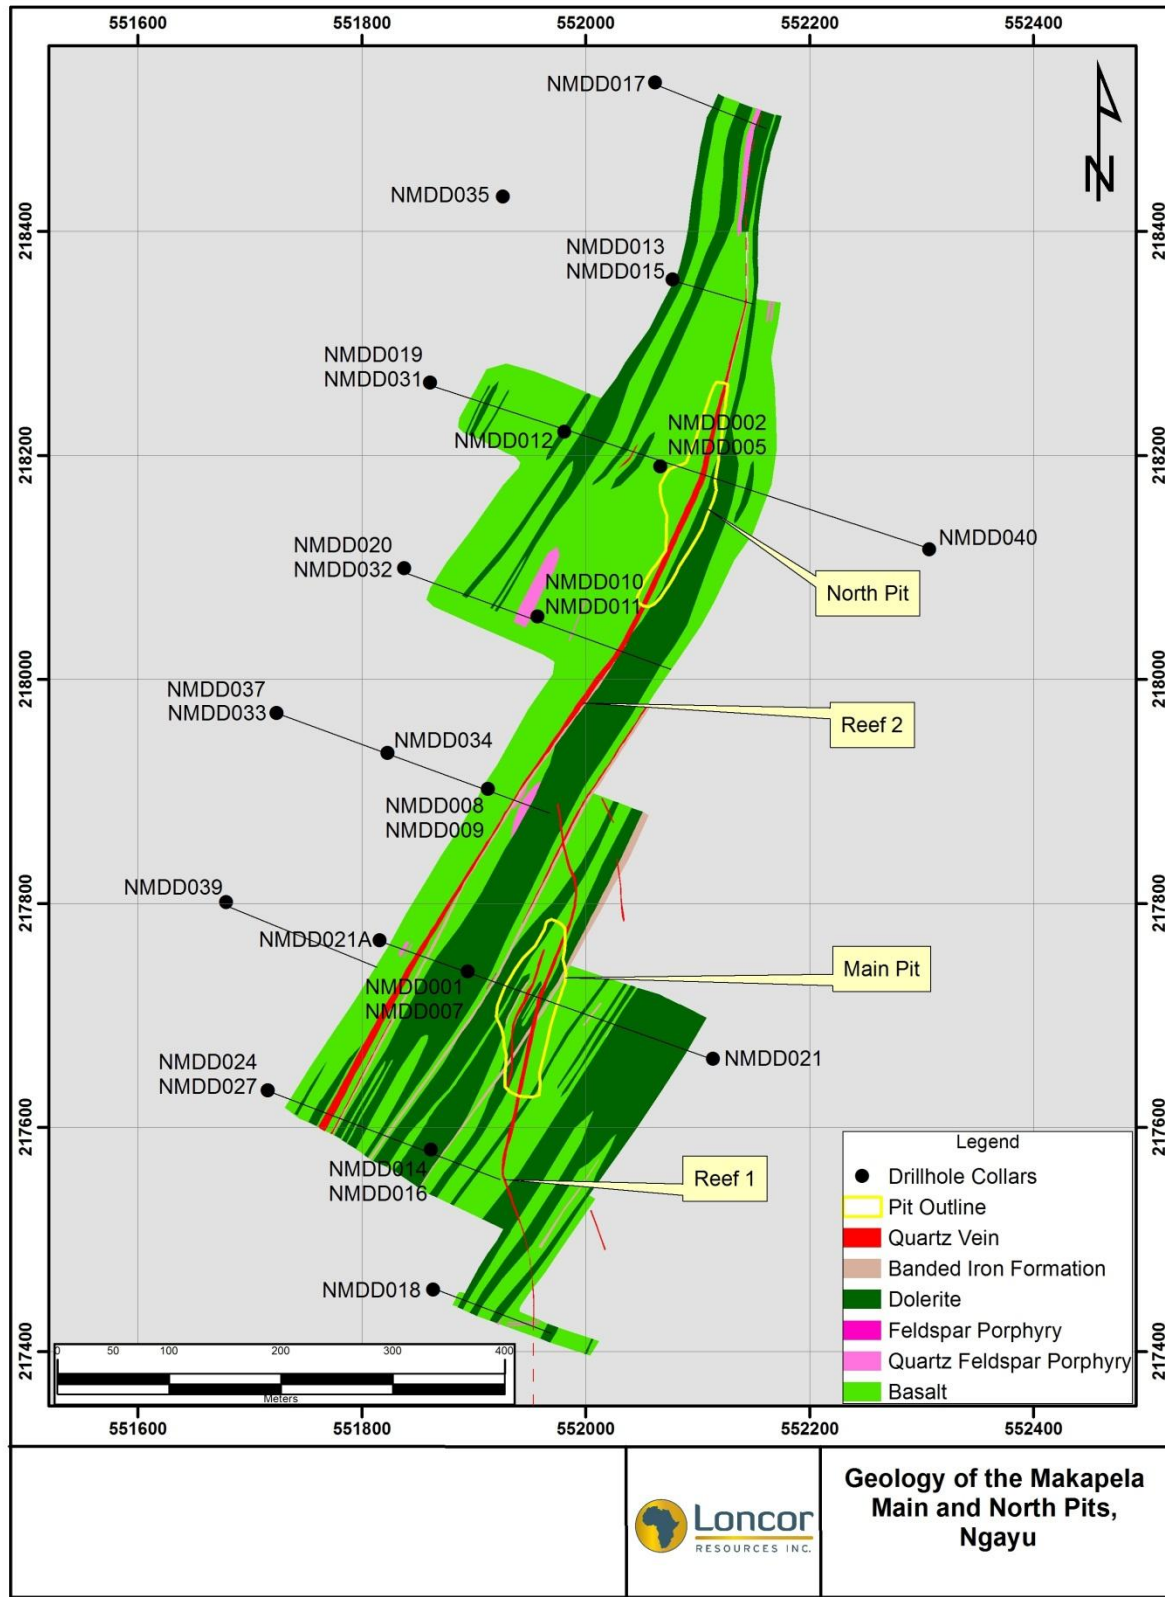 551600 551800 552000 552200 552400
NMDD017
N
NMDD035
218400 218400
NMDD013
NMDD015
NMDD019
NMDD031
NMDD002
NMDD012 NMDD005
218200 218200
NMDD040
NMDD020
NMDD032
NMDD010
NMDD011
North Pit
218000 218000
NMDD037
NMDD033
Reef 2
NMDD034
NMDD008
NMDD009
NMDD039
217800 217800
NMDD021A
Main Pit
NMDD001
NMDD007
NMDD021
NMDD024
NMDD027
217600 217600
NMDD014
NMDD016
Reef 1
NMDD018
217400 217400
Legend
Drillhole Collars
Pit Outline
Quartz Vein
Banded Iron Formation
Dolerite
Feldspar Porphyry
Quartz Feldspar Porphyry
Basalt
0 50 100 200 300 400
Meters
551600 551800 552000 552200 552400
Loncor
RESOURCES INC.
Geology of the Makapela
Main and North Pits,
Ngayu